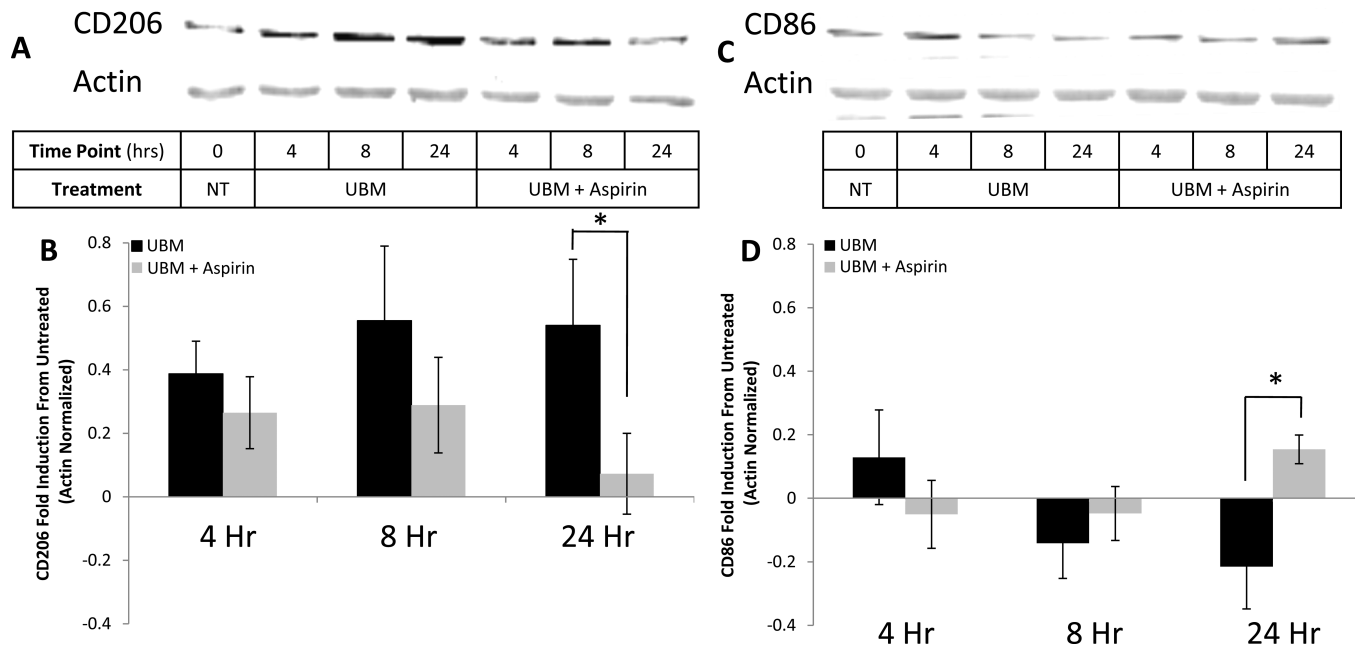 A
CD206
Actin
Time Point (hrs) 0 4 8 24 4 8 24
Treatment NT UBM UBM + Aspirin
C
CD86
Actin
0 4 8 24 4 8 24
NT UBM UBM + Aspirin
B
CD206 Fold Induction From Untreated
(Actin Normalized)
0.8
0.6
0.4
0.2
0
-0.2
-0.4
UBM
UBM + Aspirin
*
4 Hr 8 Hr 24 Hr
D
CD86 Fold Induction From Untreated
(Actin Normalized)
0.8
0.6
0.4
0.2
0
-0.2
-0.4
UBM
UBM + Aspirin
*
4 Hr 8 Hr 24 Hr